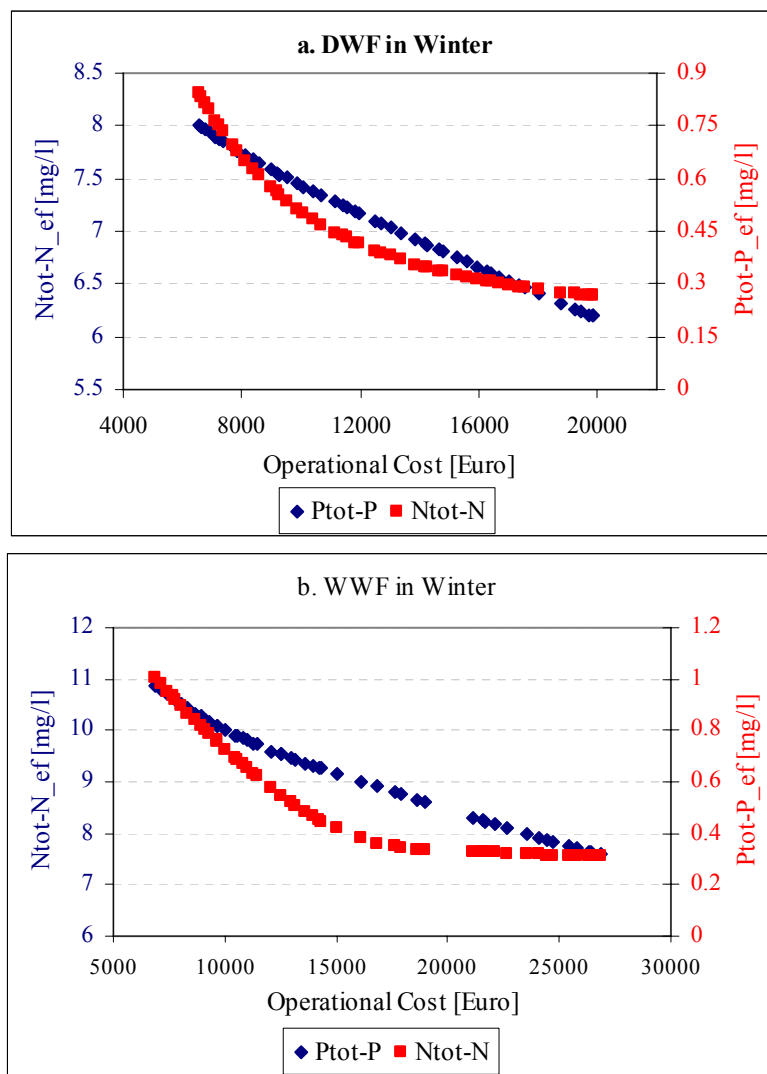 a. DWF in Winter
Ntot-N_ef [mg/l]
8.5
8
7.5
7
6.5
6
5.5
Ptot-P_ef [mg/l]
0.9
0.75
0.6
0.45
0.3
0.15
0
4000 8000 12000 16000 20000
Operational Cost [Euro]
Ptot-P Ntot-N
b. WWF in Winter
Ntot-N_ef [mg/l]
12
11
10
9
8
7
6
Ptot-P_ef [mg/l]
1.2
1
0.8
0.6
0.4
0.2
0
5000 10000 15000 20000 25000 30000
Operational Cost [Euro]
Ptot-P Ntot-N